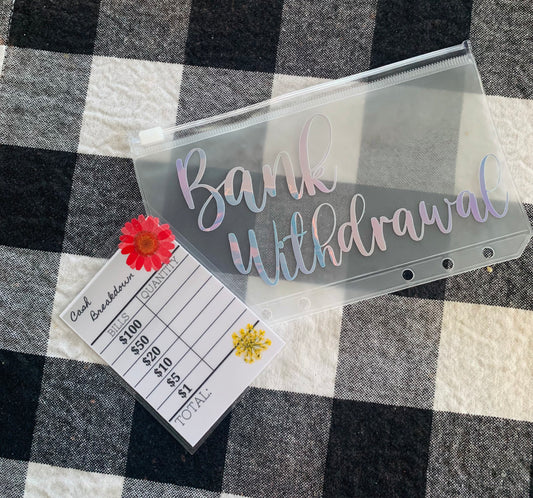 Bank
Withdrawal
Cash
Breakdown
BILLS QUANTITY
$100
$50
$20
$10
$5
$1
TOTAL: